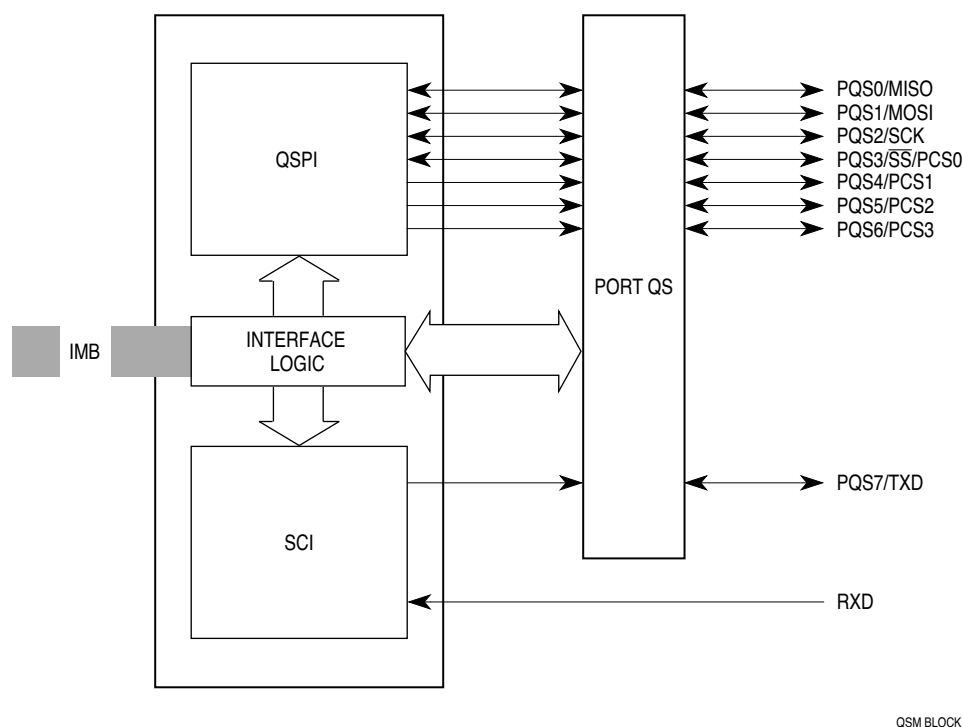 QSPI
PQS0/MISO
PQS1/MOSI
PQS2/SCK
PQS3/S̅S̅/PCS0
PQS4/PCS1
PQS5/PCS2
PQS6/PCS3
PORT QS
IMB
INTERFACE
LOGIC
SCI
PQS7/TXD
RXD
QSM BLOCK